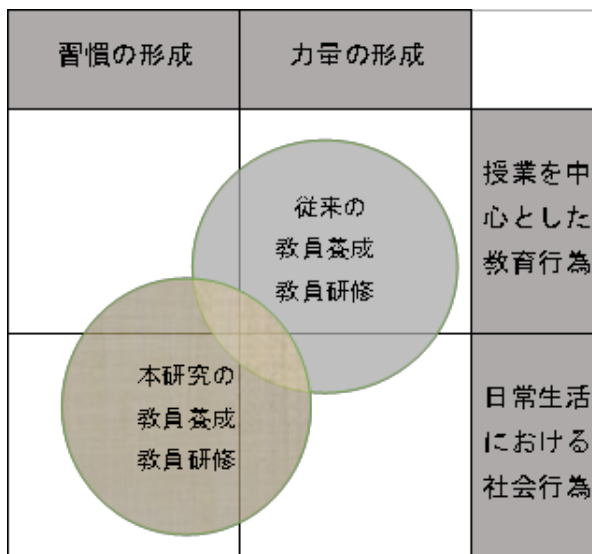 習慣の形成
力量の形成
授業を中
心とした
教育行為
従来の
教員養成
教員研修
本研究の
教員養成
教員研修
日常生活
における
社会行為